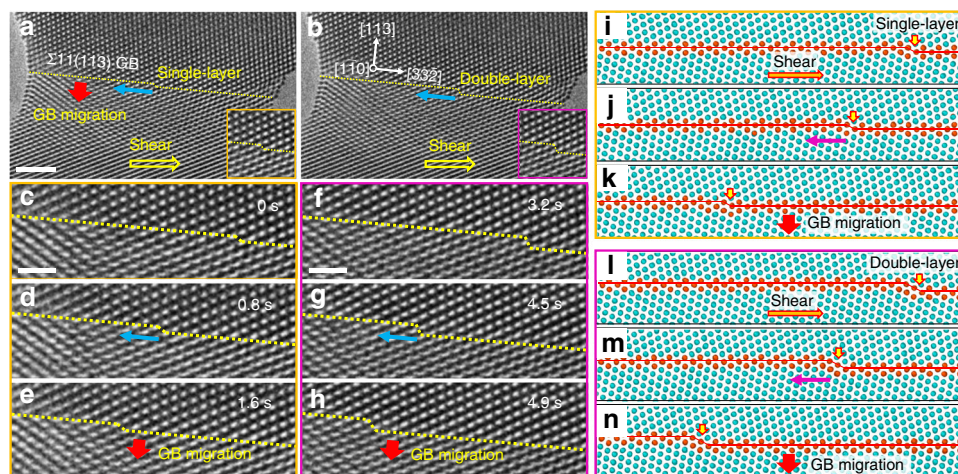 a
Σ11(113) GB
Single-layer
GB migration
Shear
b
[113]
[110]
[332]
Double-layer
Shear
c
0 s
d
0.8 s
e
1.6 s
GB migration
f
3.2 s
g
4.5 s
h
4.9 s
GB migration
i
Single-layer
Shear
j
k
GB migration
l
Double-layer
Shear
m
n
GB migration